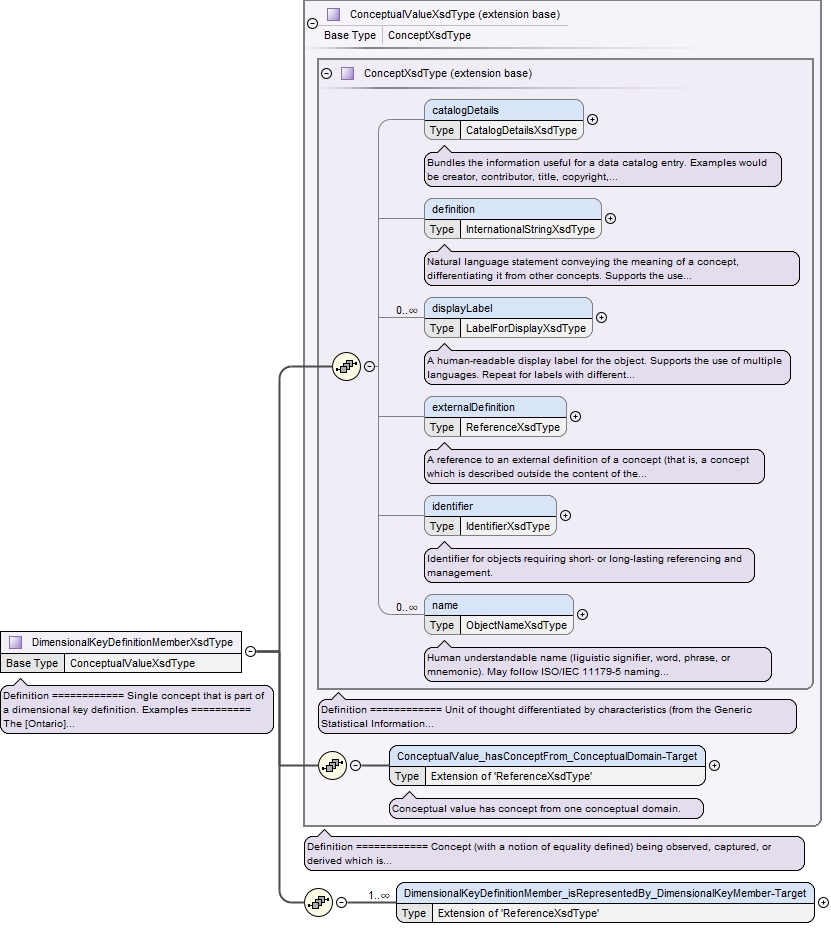 ConceptualValueXsdType (extension base)
Base Type ConceptXsdType
ConceptXsdType (extension base)
catalogDetails
Type CatalogDetailsXsdType
Bundles the information useful for a data catalog entry. Examples would
be creator, contributor, title, copyright,...
definition
Type InternationalStringXsdType
Natural language statement conveying the meaning of a concept,
differentiating it from other concepts. Supports the use...
0..∞
displayLabel
Type LabelForDisplayXsdType
A human-readable display label for the object. Supports the use of multiple
languages. Repeat for labels with different...
externalDefinition
Type ReferenceXsdType
A reference to an external definition of a concept (that is, a concept
which is described outside the content of the...
identifier
Type IdentifierXsdType
Identifier for objects requiring short- or long-lasting referencing and
management.
0..∞
name
Type ObjectNameXsdType
Human understandable name (liguistic signifier, word, phrase, or
mnemonic). May follow ISO/IEC 11179-5 naming...
DimensionalKeyDefinitionMemberXsdType
Base Type ConceptualValueXsdType
Definition ============ Single concept that is part of
a dimensional key definition. Examples ==========
The [Ontario]...
Definition ============ Unit of thought differentiated by characteristics (from the Generic
Statistical Information...
ConceptualValue_hasConceptFrom_ConceptualDomain-Target
Type Extension of 'ReferenceXsdType'
Conceptual value has concept from one conceptual domain.
Definition ============ Concept (with a notion of equality defined) being observed, captured, or
derived which is...
1..∞
DimensionalKeyDefinitionMember_isRepresentedBy_DimensionalKeyMember-Target
Type Extension of 'ReferenceXsdType'